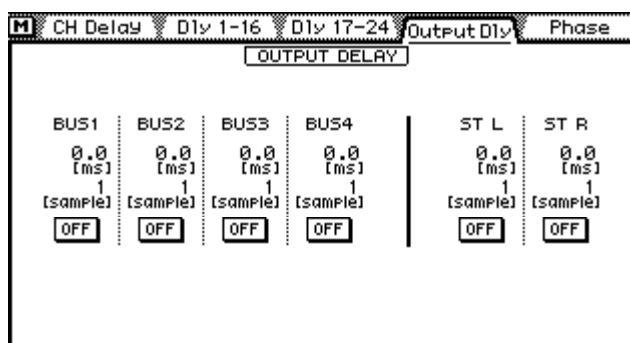 M CH Delay Dly 1-16 Dly 17-24 Output Dly Phase
OUTPUT DELAY
BUS1 BUS2 BUS3 BUS4 ST L ST R
0.0 0.0 0.0 0.0 0.0 0.0
[ms] [ms] [ms] [ms] [ms] [ms]
1 1 1 1 1 1
[sample] [sample] [sample] [sample] [sample] [sample]
OFF OFF OFF OFF OFF OFF